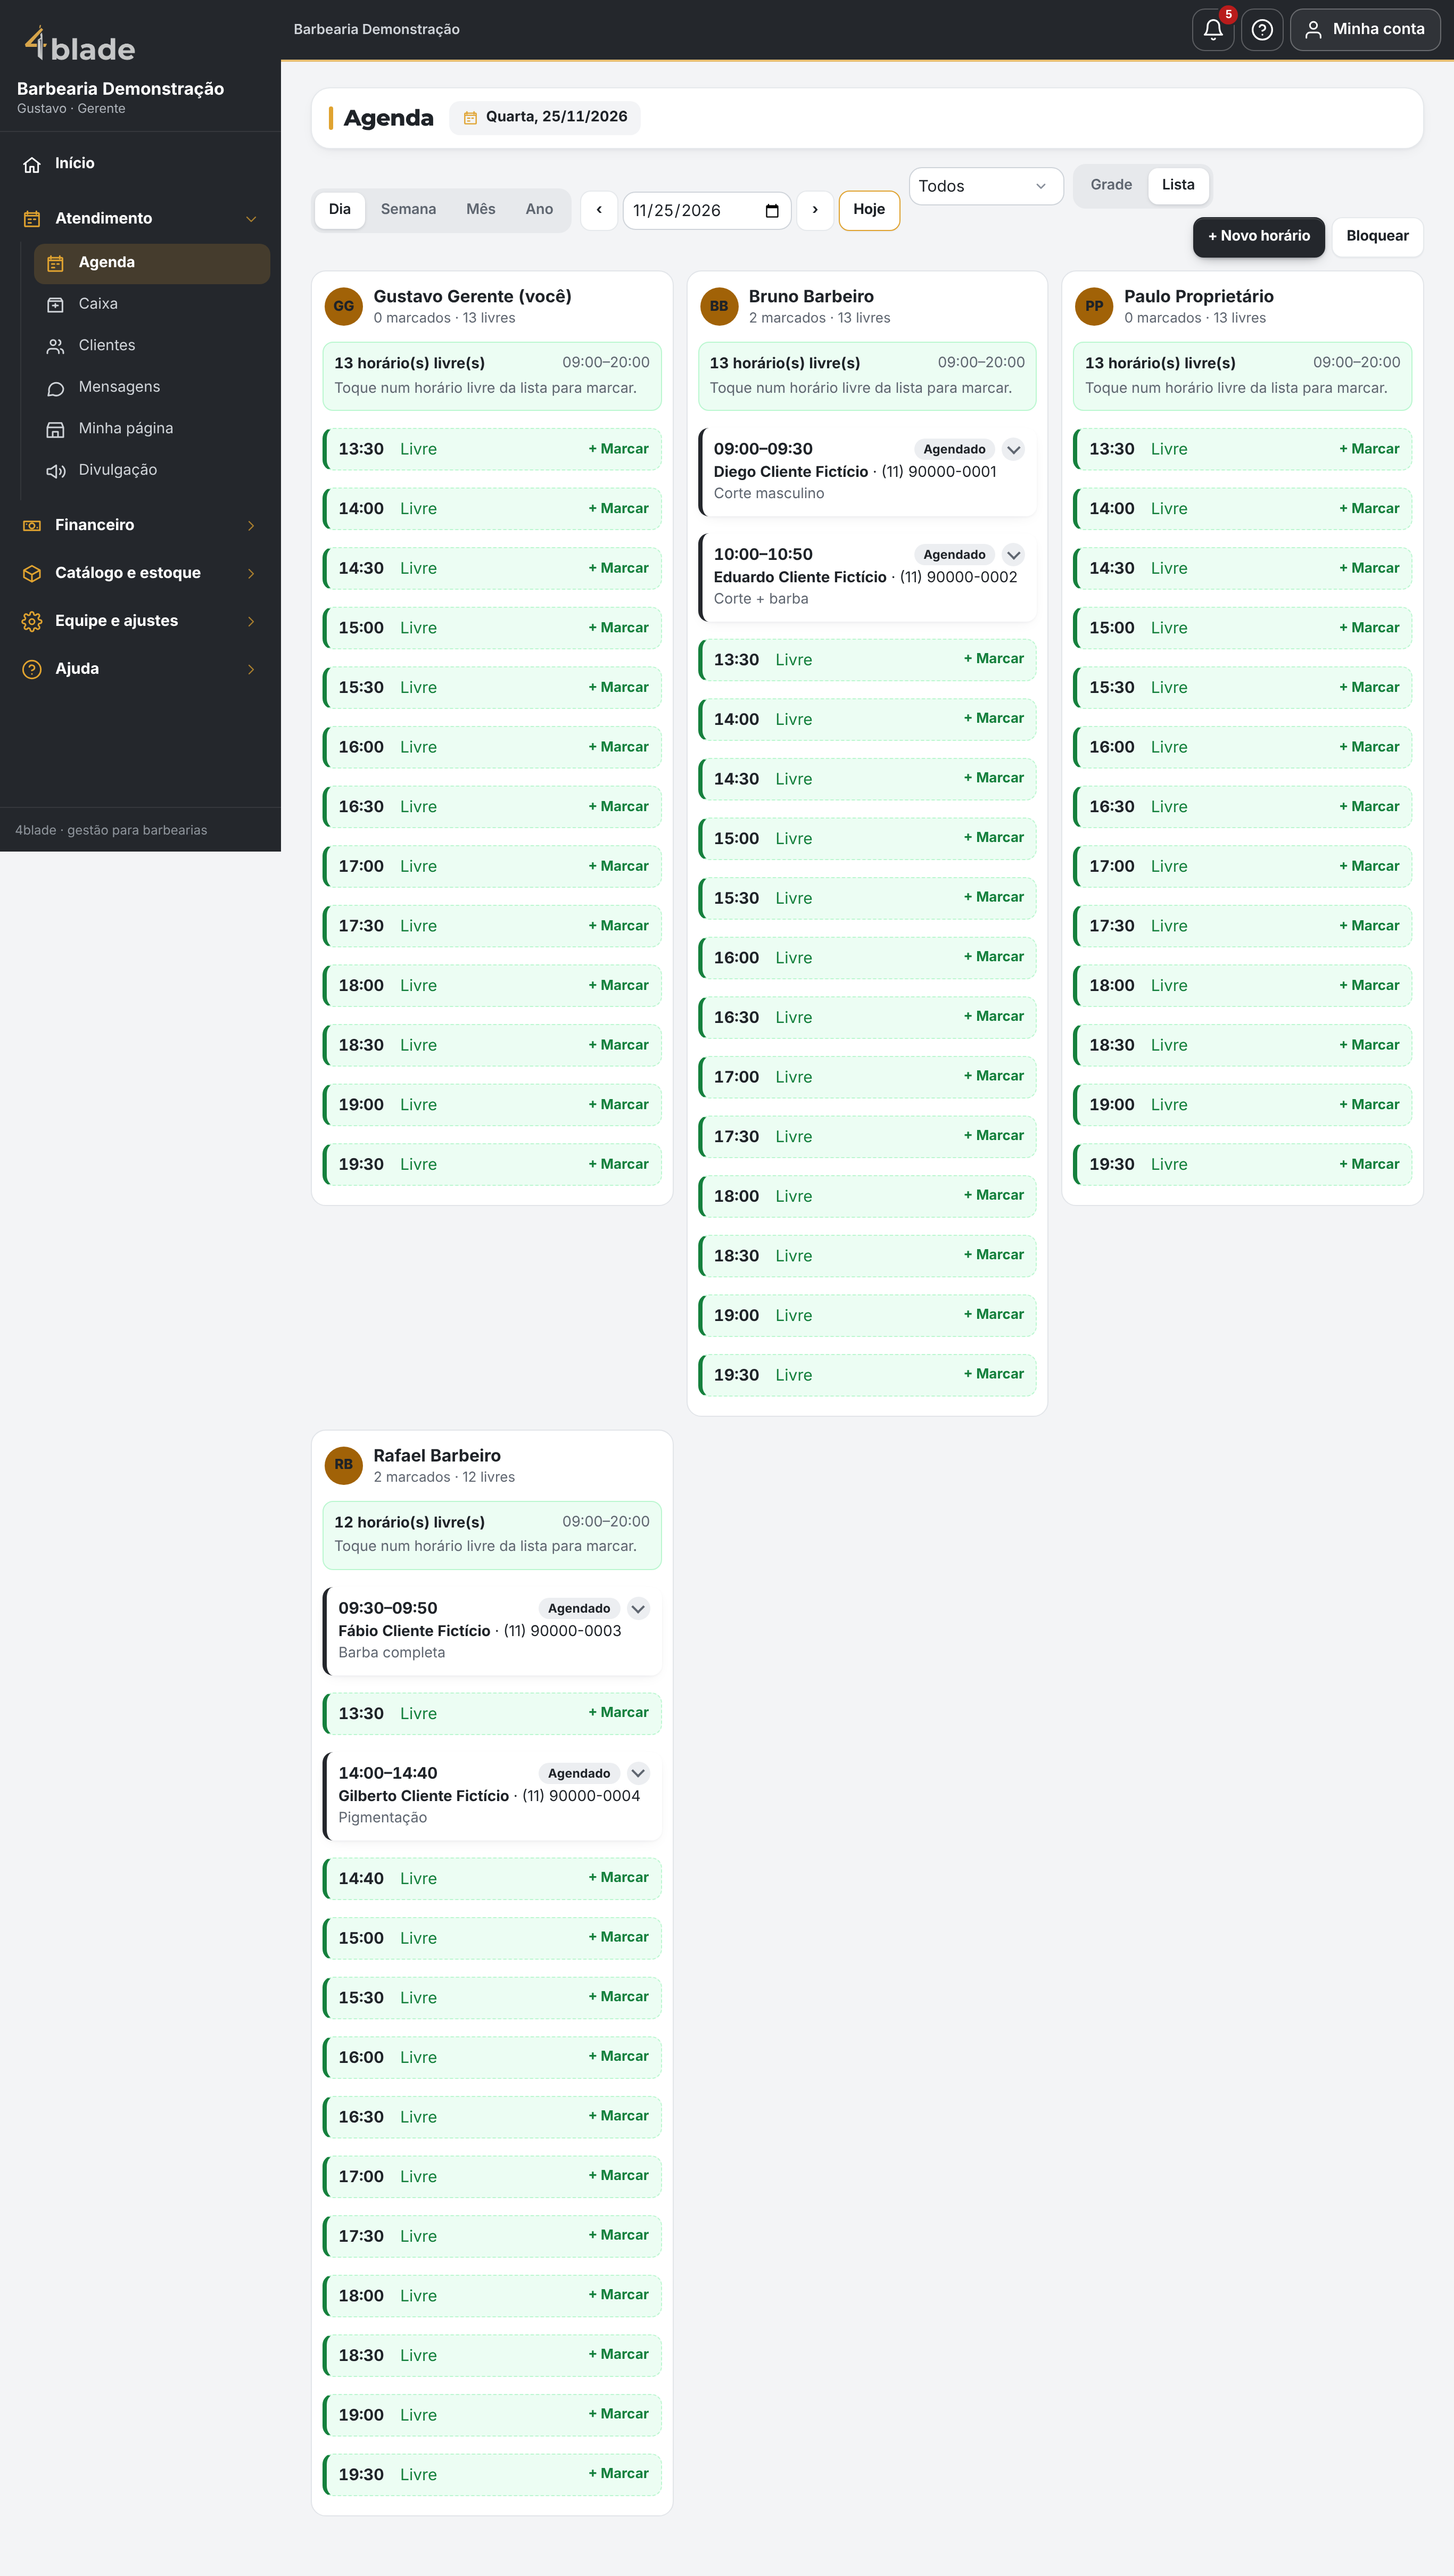 4blade
Barbearia Demonstração
Gustavo · Gerente
Início
Atendimento
Agenda
Caixa
Clientes
Mensagens
Minha página
Divulgação
Financeiro
Catálogo e estoque
Equipe e ajustes
Ajuda
4blade · gestão para barbearias
Barbearia Demonstração
5
Minha conta
Agenda
Quarta, 25/11/2026
Dia Semana Mês Ano
‹ 11/25/2026 › Hoje
Todos
Grade Lista
+ Novo horário Bloquear
GG
Gustavo Gerente (você)
0 marcados · 13 livres
13 horário(s) livre(s) 09:00–20:00
Toque num horário livre da lista para marcar.
13:30 Livre + Marcar
14:00 Livre + Marcar
14:30 Livre + Marcar
15:00 Livre + Marcar
15:30 Livre + Marcar
16:00 Livre + Marcar
16:30 Livre + Marcar
17:00 Livre + Marcar
17:30 Livre + Marcar
18:00 Livre + Marcar
18:30 Livre + Marcar
19:00 Livre + Marcar
19:30 Livre + Marcar
BB
Bruno Barbeiro
2 marcados · 13 livres
13 horário(s) livre(s) 09:00–20:00
Toque num horário livre da lista para marcar.
09:00–09:30 Agendado
Diego Cliente Fictício · (11) 90000-0001
Corte masculino
10:00–10:50 Agendado
Eduardo Cliente Fictício · (11) 90000-0002
Corte + barba
13:30 Livre + Marcar
14:00 Livre + Marcar
14:30 Livre + Marcar
15:00 Livre + Marcar
15:30 Livre + Marcar
16:00 Livre + Marcar
16:30 Livre + Marcar
17:00 Livre + Marcar
17:30 Livre + Marcar
18:00 Livre + Marcar
18:30 Livre + Marcar
19:00 Livre + Marcar
19:30 Livre + Marcar
PP
Paulo Proprietário
0 marcados · 13 livres
13 horário(s) livre(s) 09:00–20:00
Toque num horário livre da lista para marcar.
13:30 Livre + Marcar
14:00 Livre + Marcar
14:30 Livre + Marcar
15:00 Livre + Marcar
15:30 Livre + Marcar
16:00 Livre + Marcar
16:30 Livre + Marcar
17:00 Livre + Marcar
17:30 Livre + Marcar
18:00 Livre + Marcar
18:30 Livre + Marcar
19:00 Livre + Marcar
19:30 Livre + Marcar
RB
Rafael Barbeiro
2 marcados · 12 livres
12 horário(s) livre(s) 09:00–20:00
Toque num horário livre da lista para marcar.
09:30–09:50 Agendado
Fábio Cliente Fictício · (11) 90000-0003
Barba completa
13:30 Livre + Marcar
14:00–14:40 Agendado
Gilberto Cliente Fictício · (11) 90000-0004
Pigmentação
14:40 Livre + Marcar
15:00 Livre + Marcar
15:30 Livre + Marcar
16:00 Livre + Marcar
16:30 Livre + Marcar
17:00 Livre + Marcar
17:30 Livre + Marcar
18:00 Livre + Marcar
18:30 Livre + Marcar
19:00 Livre + Marcar
19:30 Livre + Marcar